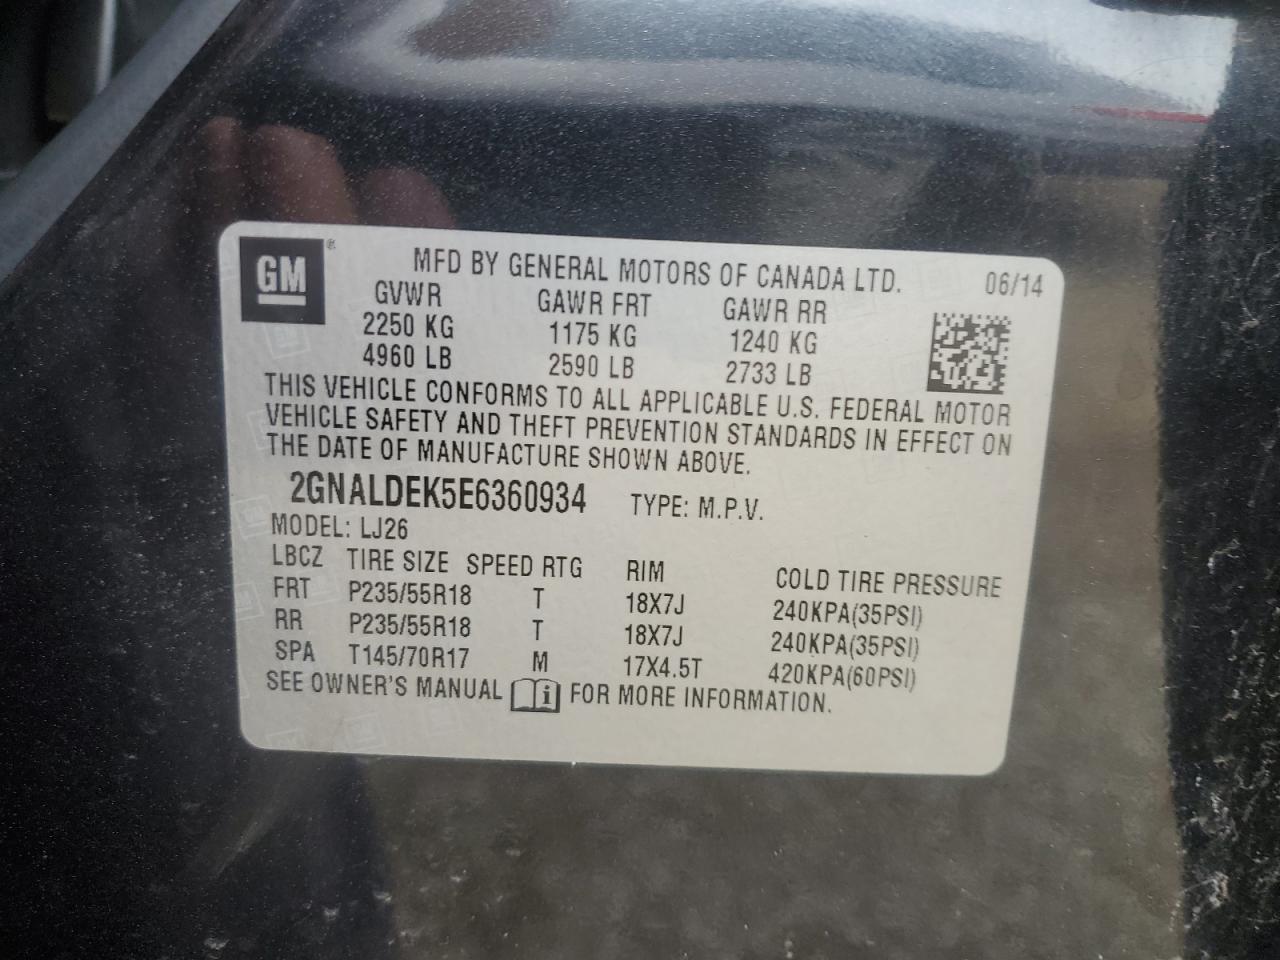 GM ®
MFD BY GENERAL MOTORS OF CANADA LTD. 06/14
GVWR GAWR FRT GAWR RR
2250 KG 1175 KG 1240 KG
4960 LB 2590 LB 2733 LB
THIS VEHICLE CONFORMS TO ALL APPLICABLE U.S. FEDERAL MOTOR
VEHICLE SAFETY AND THEFT PREVENTION STANDARDS IN EFFECT ON
THE DATE OF MANUFACTURE SHOWN ABOVE.
2GNALDEK5E6360934 TYPE: M.P.V.
MODEL: LJ26
LBCZ TIRE SIZE SPEED RTG RIM COLD TIRE PRESSURE
FRT P235/55R18 T 18X7J 240KPA(35PSI)
RR P235/55R18 T 18X7J 240KPA(35PSI)
SPA T145/70R17 M 17X4.5T 420KPA(60PSI)
SEE OWNER'S MANUAL i FOR MORE INFORMATION.